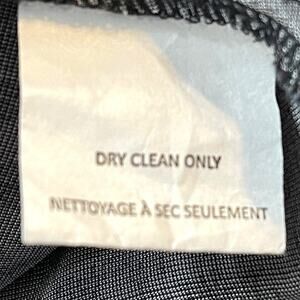 DRY CLEAN ONLY
NETTOYAGE À SEC SEULEMENT